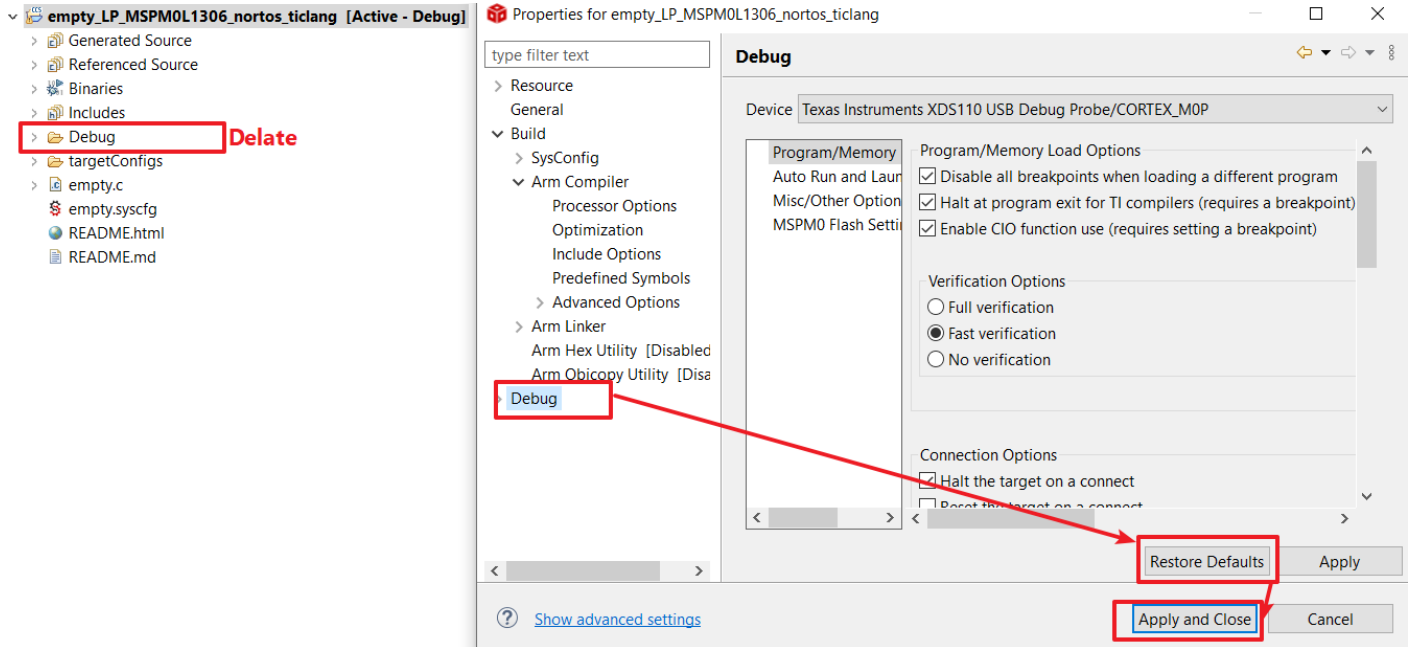 empty_LP_MSPM0L1306_nortos_ticlang [Active - Debug]
Generated Source
Referenced Source
Binaries
Includes
Debug
Delate
targetConfigs
empty.c
empty.syscfg
README.html
README.md
Properties for empty_LP_MSPM0L1306_nortos_ticlang
type filter text
Resource
General
Build
SysConfig
Arm Compiler
Processor Options
Optimization
Include Options
Predefined Symbols
Advanced Options
Arm Linker
Arm Hex Utility [Disabled
Arm Objcopy Utility [Disa
Debug
Debug
Device Texas Instruments XDS110 USB Debug Probe/CORTEX_M0P
Program/Memory
Auto Run and Laun
Misc/Other Option
MSPM0 Flash Setti
Program/Memory Load Options
Disable all breakpoints when loading a different program
Halt at program exit for TI compilers (requires a breakpoint)
Enable CIO function use (requires setting a breakpoint)
Verification Options
Full verification
Fast verification
No verification
Connection Options
Halt the target on a connect
Reset the target on a connect
Restore Defaults
Apply
Show advanced settings
Apply and Close
Cancel